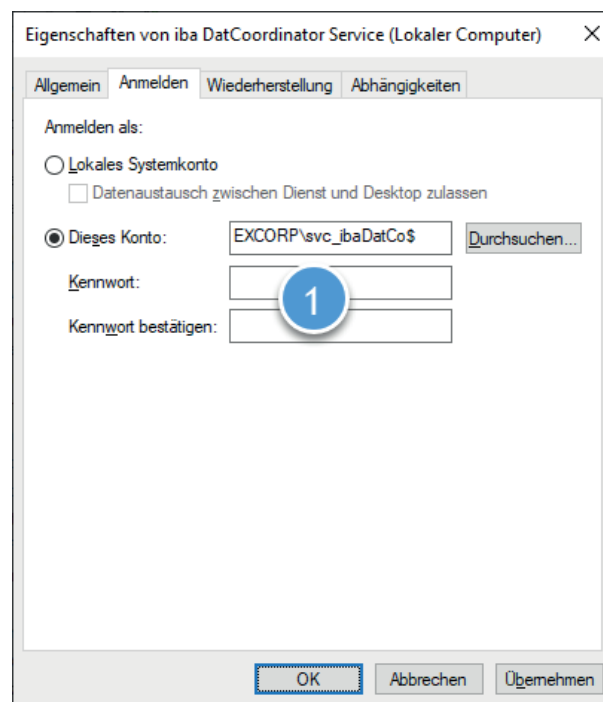 Eigenschaften von iba DatCoordinator Service (Lokaler Computer)
Allgemein Anmelden Wiederherstellung Abhängigkeiten
Anmelden als:
Lokales Systemkonto
Datenaustausch zwischen Dienst und Desktop zulassen
Dieses Konto: EXCORP\svc_ibaDatCo$ Durchsuchen...
Kennwort:
1
Kennwort bestätigen:
OK Abbrechen Übernehmen